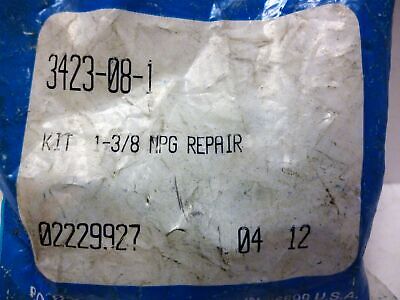 3423-08-1
KIT 1-3/8 MPG REPAIR
02229927 04 12
U.S.A.